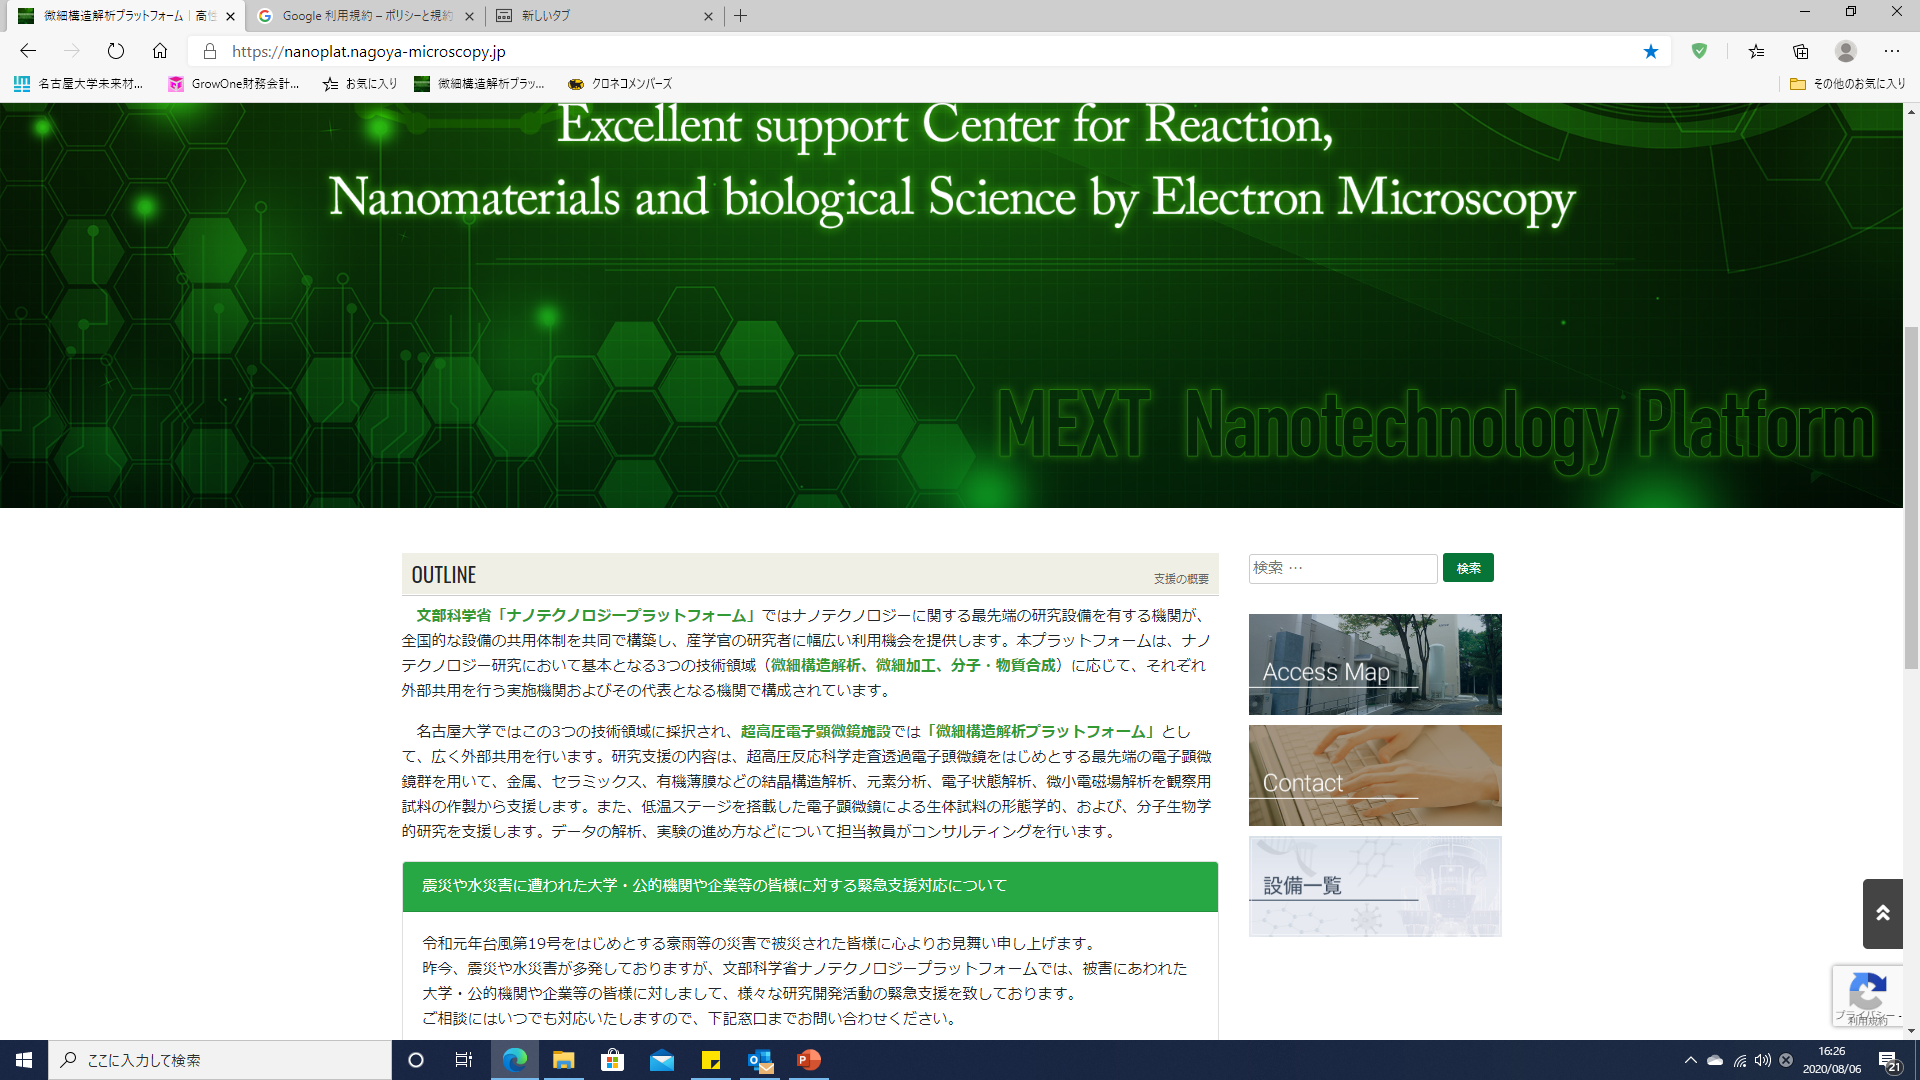 微細構造解析プラットフォーム | 高性
Google 利用規約 – ポリシーと規約
新しいタブ
https://nanoplat.nagoya-microscopy.jp
名古屋大学未来材...
GrowOne財務会計...
お気に入り
微細構造解析プラッ...
クロネコメンバーズ
その他のお気に入り
Excellent support Center for Reaction,
Nanomaterials and biological Science by Electron Microscopy
MEXT Nanotechnology Platform
OUTLINE
支援の概要
文部科学省「ナノテクノロジープラットフォーム」ではナノテクノロジーに関する最先端の研究設備を有する機関が、
全国的な設備の共用体制を共同で構築し、産学官の研究者に幅広い利用機会を提供します。本プラットフォームは、ナノ
テクノロジー研究において基本となる3つの技術領域（微細構造解析、微細加工、分子・物質合成）に応じて、それぞれ
外部共用を行う実施機関およびその代表となる機関で構成されています。
名古屋大学ではこの3つの技術領域に採択され、超高圧電子顕微鏡施設では「微細構造解析プラットフォーム」とし
て、広く外部共用を行います。研究支援の内容は、超高圧反応科学走査透過電子顕微鏡をはじめとする最先端の電子顕微
鏡群を用いて、金属、セラミックス、有機薄膜などの結晶構造解析、元素分析、電子状態解析、微小電磁場解析を観察用
試料の作製から支援します。また、低温ステージを搭載した電子顕微鏡による生体試料の形態学的、および、分子生物学
的研究を支援します。データの解析、実験の進め方などについて担当教員がコンサルティングを行います。
震災や水災害に遭われた大学・公的機関や企業等の皆様に対する緊急支援対応について
令和元年台風第19号をはじめとする豪雨等の災害で被災された皆様に心よりお見舞い申し上げます。
昨今、震災や水災害が多発しておりますが、文部科学省ナノテクノロジープラットフォームでは、被害にあわれた
大学・公的機関や企業等の皆様に対しまして、様々な研究開発活動の緊急支援を致しております。
ご相談にはいつでも対応いたしますので、下記窓口までお問い合わせください。
検索 …
検索
Access Map
Contact
設備一覧
プライバシー -
利用規約
ここに入力して検索
16:26
2020/08/06
21